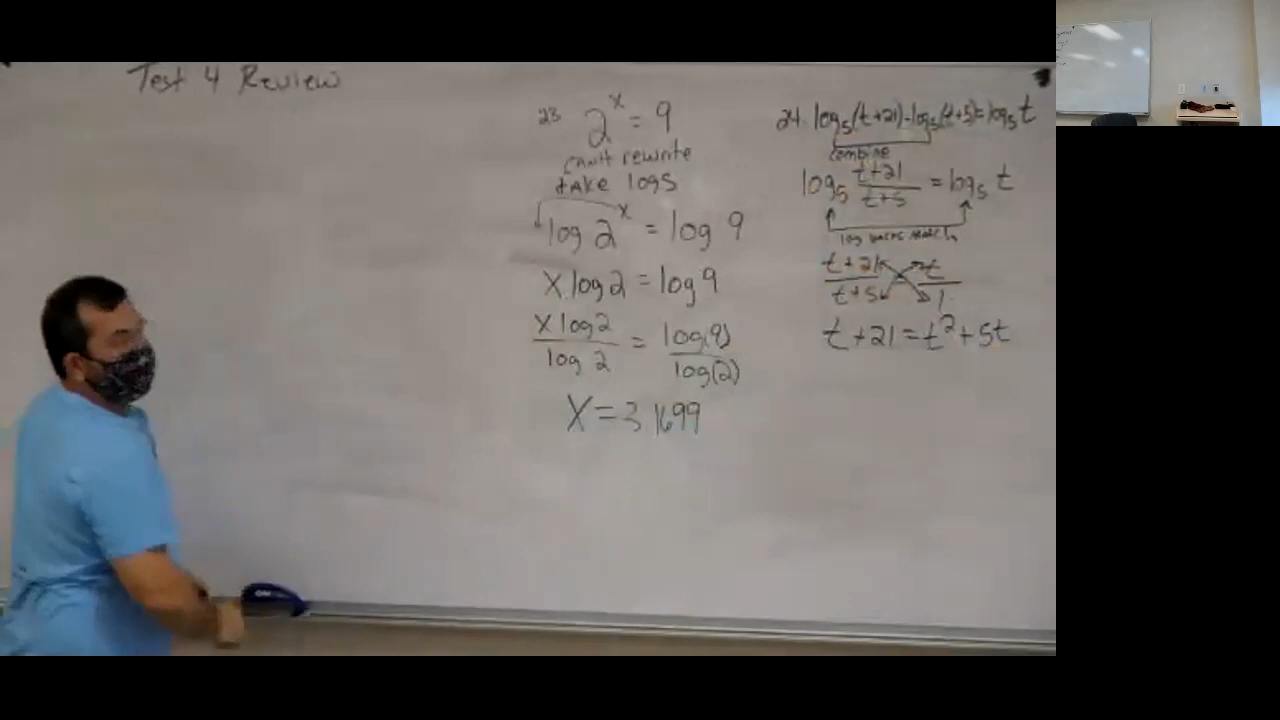 Test 4 Review
23 2^x = 9
can't rewrite
take logs
log 2^x = log 9
x log 2 = log 9
x log 2 / log 2 = log(9) / log(2)
x = 3.1699
24. log₅(t+21)-log₅(t+5)=log₅ t
combine
log₅ t+21 / t+5 = log₅ t
log bases match
t+21 / t+5 t / 1
t+21=t²+5t